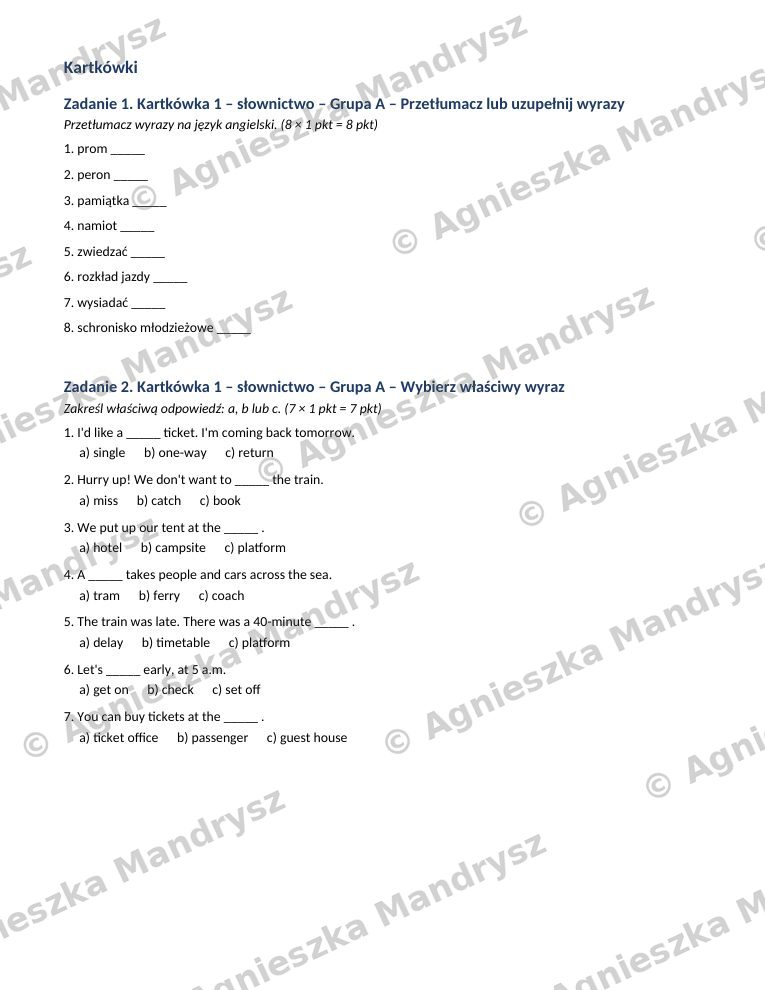 Kartkówki
Zadanie 1. Kartkówka 1 – słownictwo – Grupa A – Przetłumacz lub uzupełnij wyrazy
Przetłumacz wyrazy na język angielski. (8 × 1 pkt = 8 pkt)
1. prom _____
2. peron _____
3. pamiątka _____
4. namiot _____
5. zwiedzać _____
6. rozkład jazdy _____
7. wysiadać _____
8. schronisko młodzieżowe _____
Zadanie 2. Kartkówka 1 – słownictwo – Grupa A – Wybierz właściwy wyraz
Zakreśl właściwą odpowiedź: a, b lub c. (7 × 1 pkt = 7 pkt)
1. I'd like a _____ ticket. I'm coming back tomorrow.
a) single b) one-way c) return
2. Hurry up! We don't want to _____ the train.
a) miss b) catch c) book
3. We put up our tent at the _____ .
a) hotel b) campsite c) platform
4. A _____ takes people and cars across the sea.
a) tram b) ferry c) coach
5. The train was late. There was a 40-minute _____ .
a) delay b) timetable c) platform
6. Let's _____ early, at 5 a.m.
a) get on b) check c) set off
7. You can buy tickets at the _____ .
a) ticket office b) passenger c) guest house
© Agnieszka Mandrysz